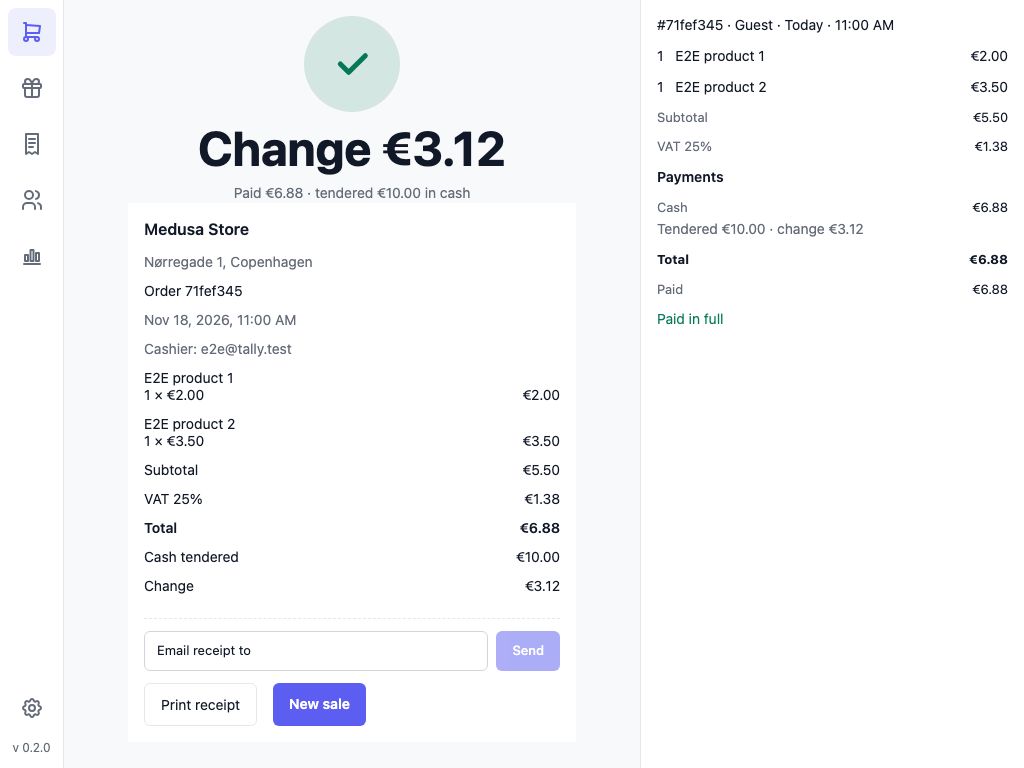 v 0.2.0
Change €3.12
Paid €6.88 · tendered €10.00 in cash
Medusa Store
Nørregade 1, Copenhagen
Order 71fef345
Nov 18, 2026, 11:00 AM
Cashier: e2e@tally.test
E2E product 1
1 × €2.00 €2.00
E2E product 2
1 × €3.50 €3.50
Subtotal €5.50
VAT 25% €1.38
Total €6.88
Cash tendered €10.00
Change €3.12
Email receipt to Send
Print receipt New sale
#71fef345 · Guest · Today · 11:00 AM
1 E2E product 1 €2.00
1 E2E product 2 €3.50
Subtotal €5.50
VAT 25% €1.38
Payments
Cash €6.88
Tendered €10.00 · change €3.12
Total €6.88
Paid €6.88
Paid in full